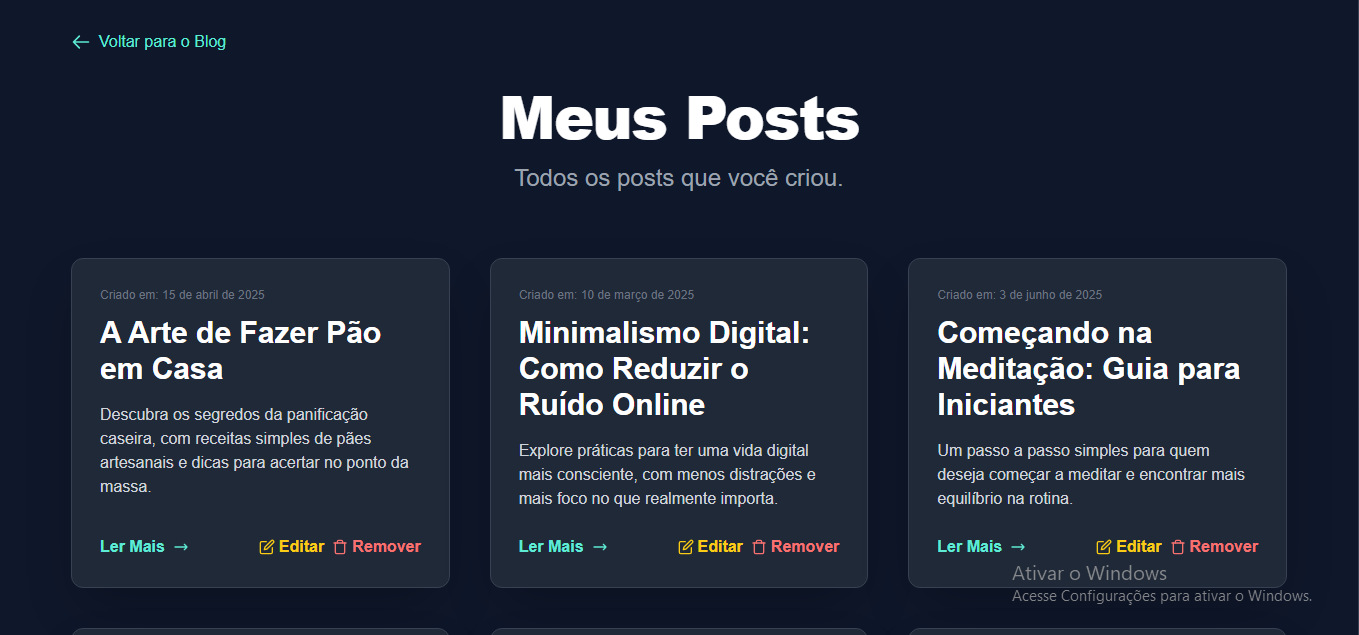 Voltar para o Blog
Meus Posts
Todos os posts que você criou.
Criado em: 15 de abril de 2025
A Arte de Fazer Pão
em Casa
Descubra os segredos da panificação
caseira, com receitas simples de pães
artesanais e dicas para acertar no ponto da
massa.
Ler Mais → Editar Remover
Criado em: 10 de março de 2025
Minimalismo Digital:
Como Reduzir o
Ruído Online
Explore práticas para ter uma vida digital
mais consciente, com menos distrações e
mais foco no que realmente importa.
Ler Mais → Editar Remover
Criado em: 3 de junho de 2025
Começando na
Meditação: Guia para
Iniciantes
Um passo a passo simples para quem
deseja começar a meditar e encontrar mais
equilíbrio na rotina.
Ler Mais → Editar Remover
Ativar o Windows
Acesse Configurações para ativar o Windows.